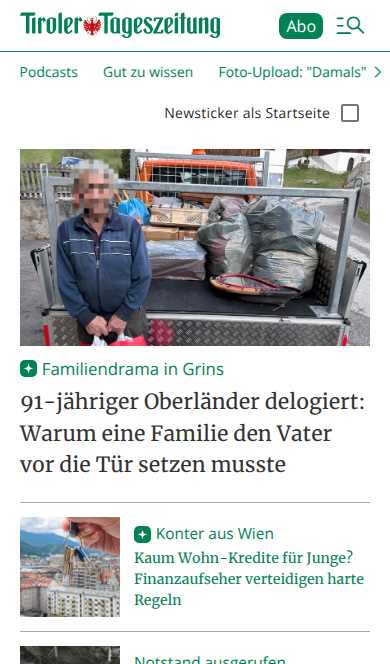 Tiroler Tageszeitung
Abo
Podcasts Gut zu wissen Foto-Upload: "Damals"
Newsticker als Startseite
Familiendrama in Grins
91-jähriger Oberländer delogiert:
Warum eine Familie den Vater
vor die Tür setzen musste
Konter aus Wien
Kaum Wohn-Kredite für Junge?
Finanzaufseher verteidigen harte
Regeln
Notstand ausgerufen